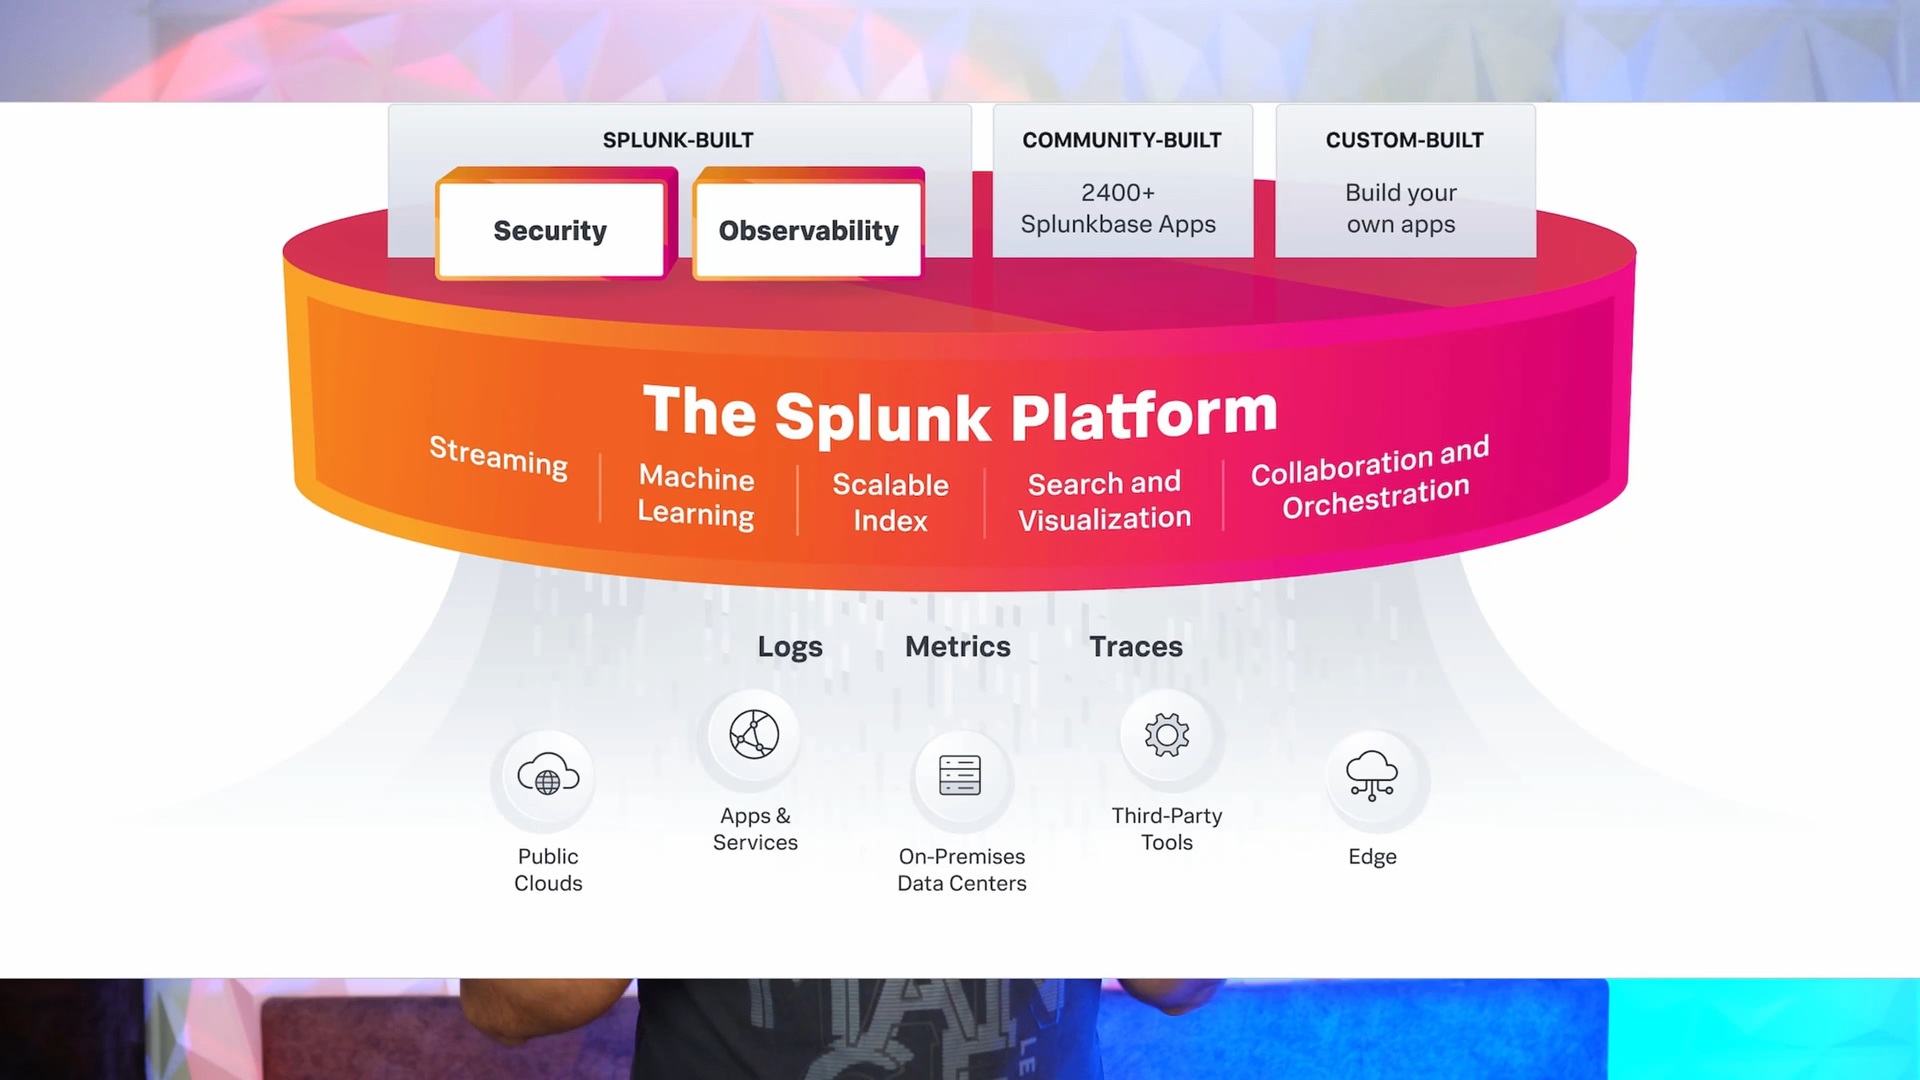 SPLUNK-BUILT
Security
Observability
COMMUNITY-BUILT
2400+
Splunkbase Apps
CUSTOM-BUILT
Build your
own apps
The Splunk Platform
Streaming
Machine
Learning
Scalable
Index
Search and
Visualization
Collaboration and
Orchestration
Logs
Metrics
Traces
Public
Clouds
Apps &
Services
On-Premises
Data Centers
Third-Party
Tools
Edge